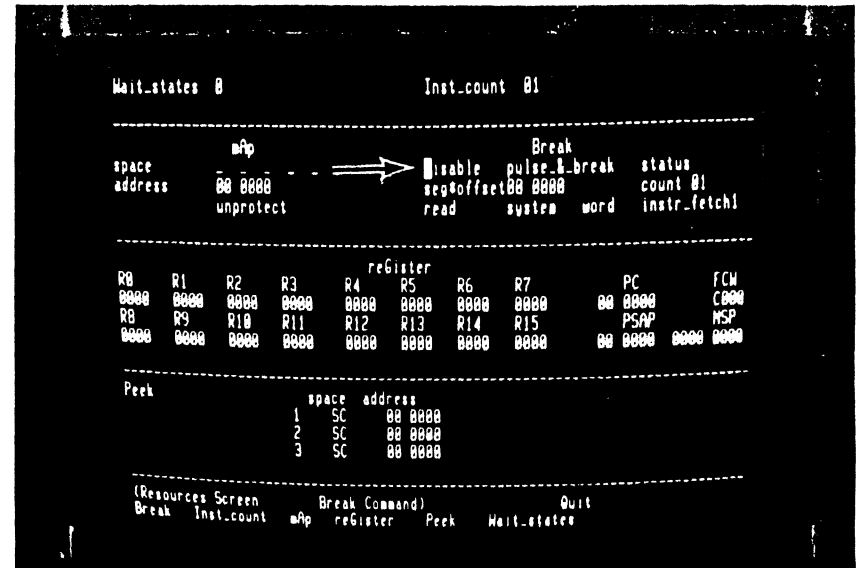 Wait_states 0 Inst_count 01
mAp Break
space _ _ _ _ _ isable pulse_&_break status
address 00 0000 seg&offset00 0000 count 01
unprotect read system word instr_fetch1
reGister
R0 R1 R2 R3 R4 R5 R6 R7 PC FCW
0000 0000 0000 0000 0000 0000 0000 0000 00 0000 C000
R8 R9 R10 R11 R12 R13 R14 R15 PSAP NSP
0000 0000 0000 0000 0000 0000 0000 0000 00 0000 0000 0000
Peek
space address
1 SC 00 0000
2 SC 00 0000
3 SC 00 0000
(Resources Screen Break Command) Quit
Break Inst_count mAp reGister Peek Wait_states